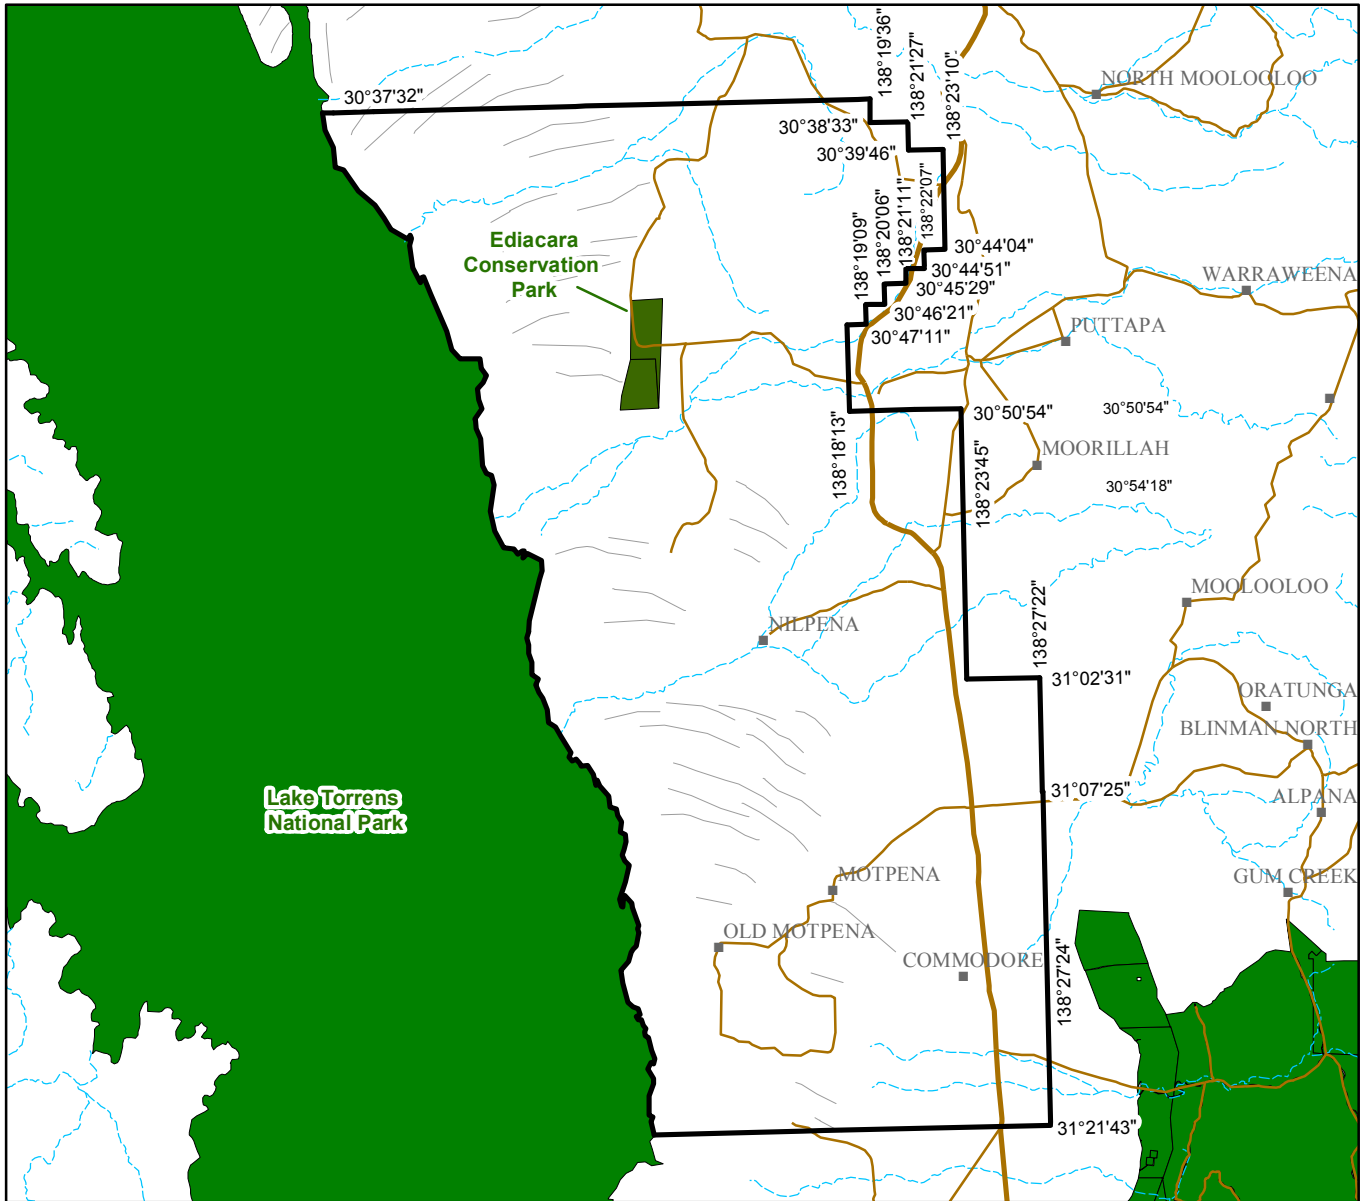 138°19'36"
138°21'27"
138°23'10"
NORTH MOOLOOLOO
30°37'32"
30°38'33"
30°39'46"
138°19'09"
138°20'06"
138°21'11"
138°22'07"
Ediacara
Conservation
Park
30°44'04"
30°44'51"
30°45'29"
30°46'21"
30°47'11"
WARRAWEENA
PUTTAPA
138°18'13"
30°50'54"
30°50'54"
138°23'45"
MOORILLAH
30°54'18"
MOOLOOLOO
NILPENA
138°27'22"
31°02'31"
ORATUNGA
BLINMAN NORTH
Lake Torrens
National Park
31°07'25"
ALPANA
MOTPENA
GUM CREEK
OLD MOTPENA
COMMODORE
138°27'24"
31°21'43"